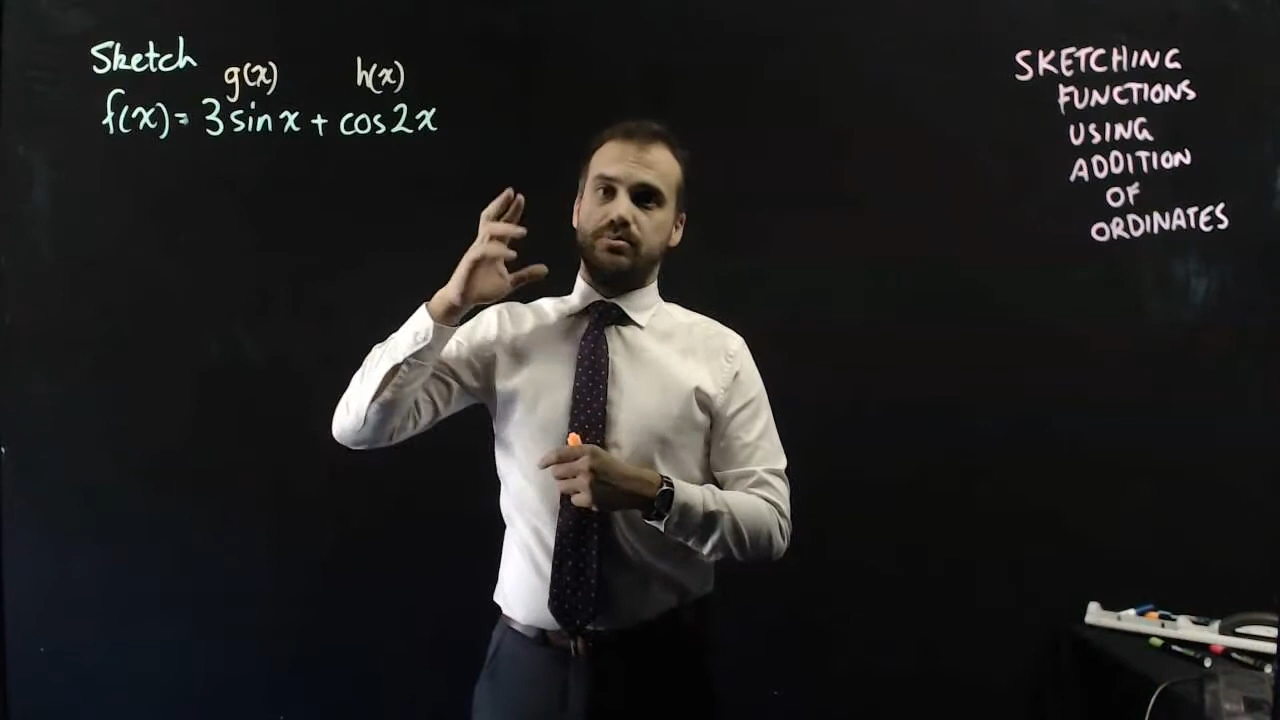 Sketch
g(x) h(x)
f(x) = 3 sin x + cos 2x
SKETCHING
FUNCTIONS
USING
ADDITION
OF
ORDINATES